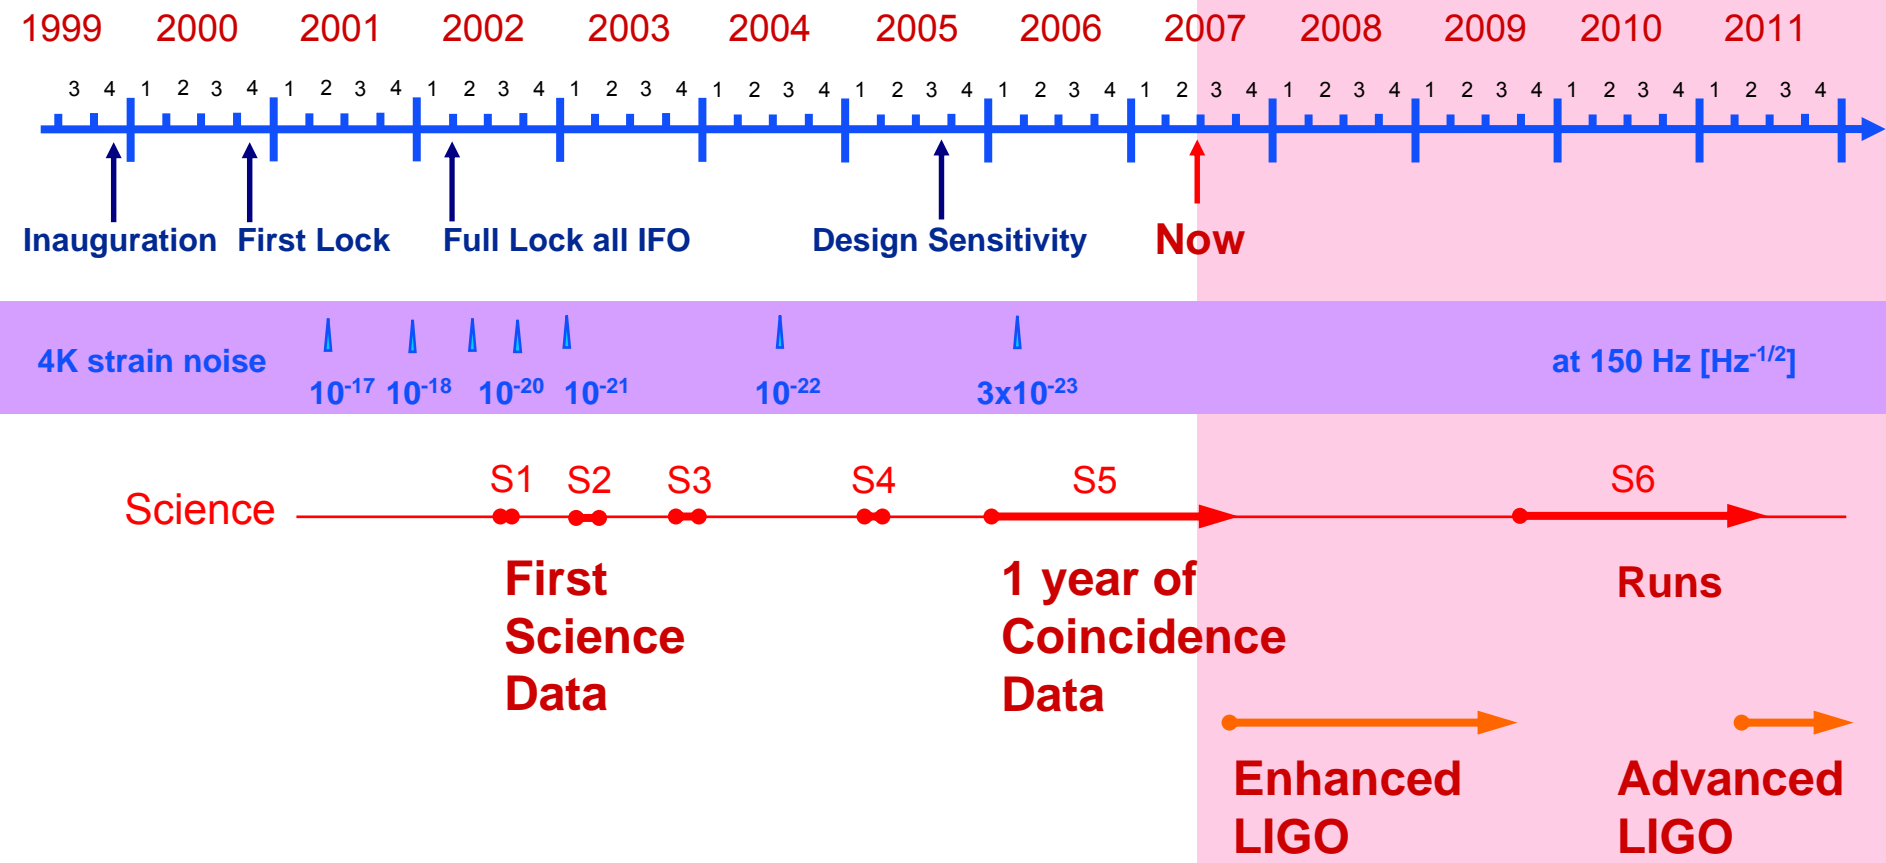 1999 2000 2001 2002 2003 2004 2005 2006 2007 2008 2009 2010 2011
3 4 1 2 3 4 1 2 3 4 1 2 3 4 1 2 3 4 1 2 3 4 1 2 3 4 1 2 3 4 1 2 3 4 1 2 3 4 1 2 3 4 1 2 3 4 1 2 3 4
Inauguration First Lock Full Lock all IFO Design Sensitivity Now
4K strain noise at 150 Hz [Hz⁻¹/²]
10⁻¹⁷ 10⁻¹⁸ 10⁻²⁰ 10⁻²¹ 10⁻²² 3x10⁻²³
S1 S2 S3 S4 S5 S6
Science
First
Science
Data
1 year of
Coincidence
Data
Runs
Enhanced
LIGO
Advanced
LIGO